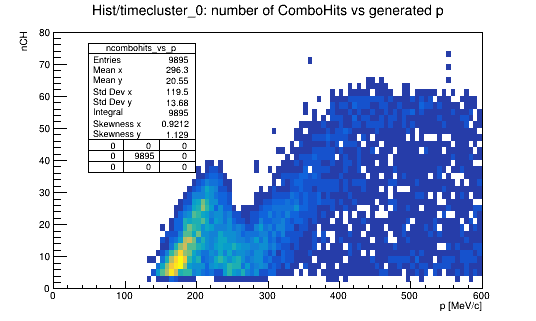 Hist/timecluster_0: number of ComboHits vs generated p
nCH
80
70
60
50
40
30
20
10
0
ncombohits_vs_p
Entries 9895
Mean x 296.3
Mean y 20.55
Std Dev x 119.5
Std Dev y 13.68
Integral 9895
Skewness x 0.9212
Skewness y 1.129
0 0 0
0 9895 0
0 0 0
0 100 200 300 400 500 600
p [MeV/c]